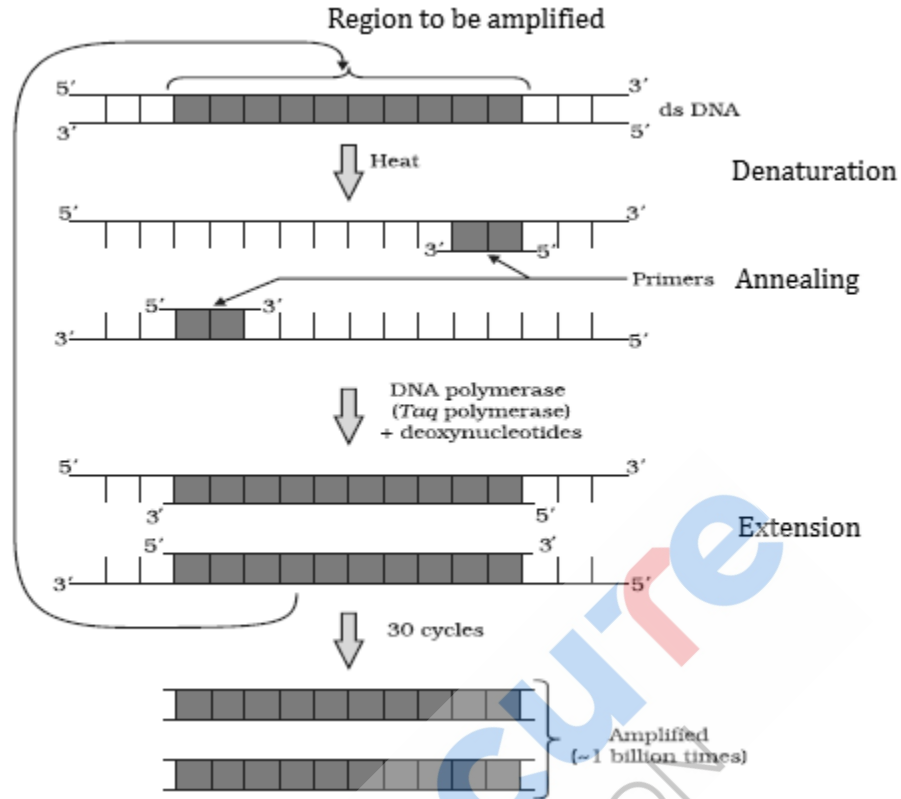 Region to be amplified
5′ 3′
ds DNA
3′ 5′
Heat
Denaturation
5′ 3′
3′ 5′
Primers Annealing
5′ 3′
3′ 5′
DNA polymerase
(Taq polymerase)
+ deoxynucleotides
5′ 3′
3′ 5′
Extension
5′ 3′
3′ 5′
30 cycles
Amplified
(~1 billion times)
cure
ION